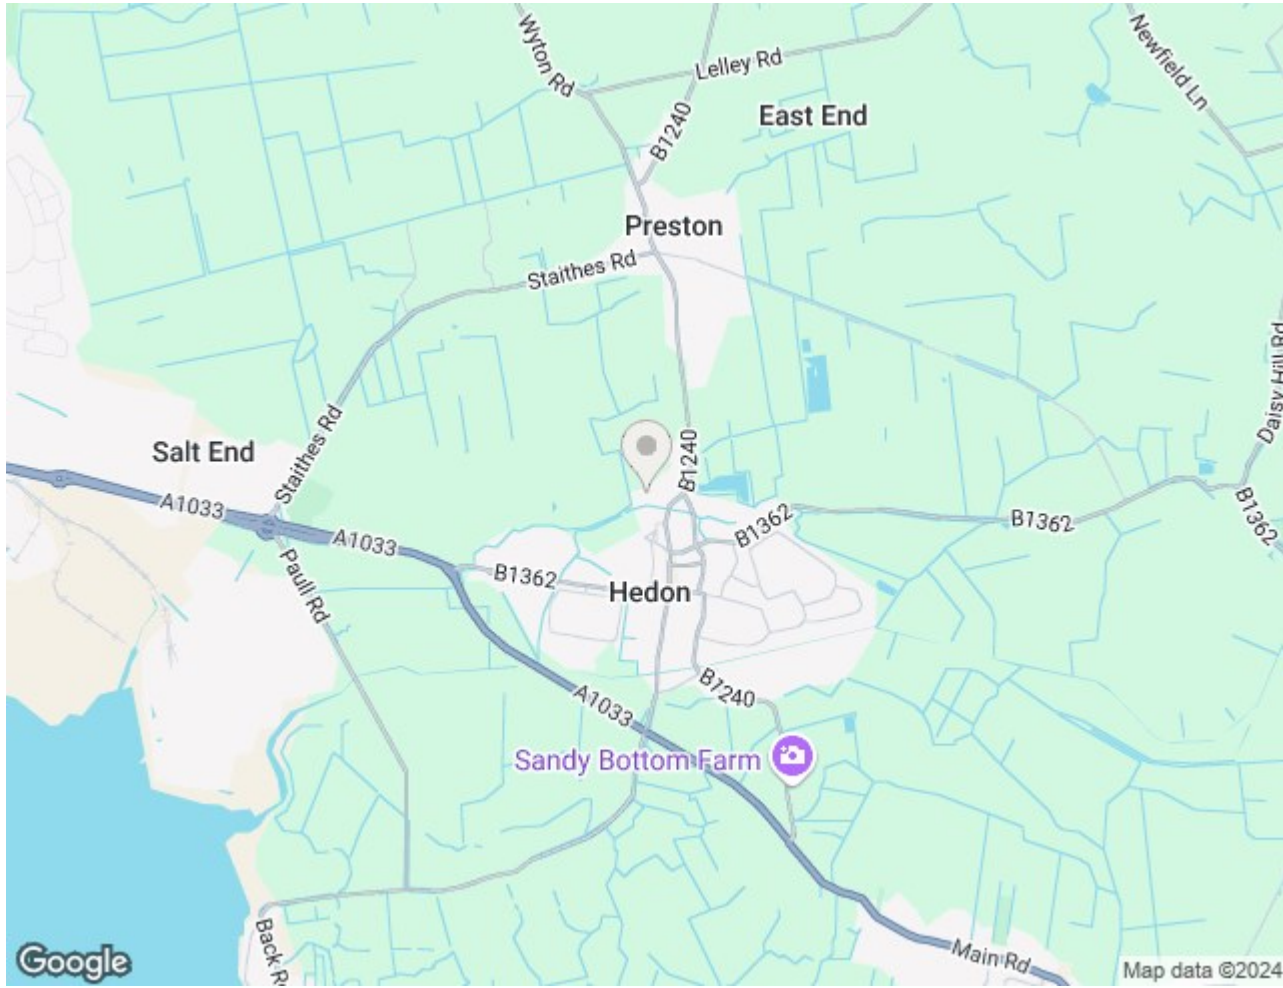 Wyton Rd
Lelley Rd
Newfield Ln
East End
B1240
Preston
Staithes Rd
Daisy Hill Rd
Salt End
Staithes Rd
B1240
A1033
A1033
B1362
B1362
B1362
Paull Rd
B1362
Hedon
B1240
A1033
Sandy Bottom Farm
Back R
Main Rd
Google
Map data ©2024